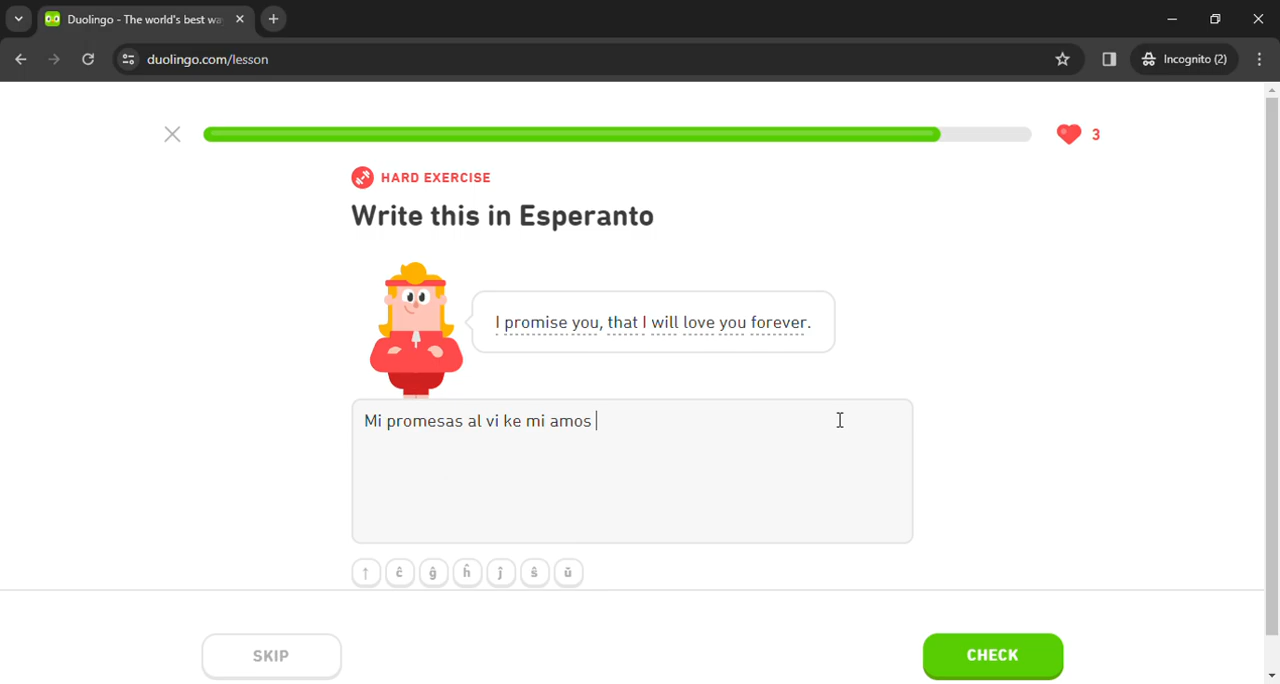 Duolingo - The world's best wa
duolingo.com/lesson
Incognito (2)
3
HARD EXERCISE
Write this in Esperanto
I promise you, that I will love you forever.
Mi promesas al vi ke mi amos
↑ ĉ ĝ ĥ ĵ ŝ ŭ
SKIP
CHECK